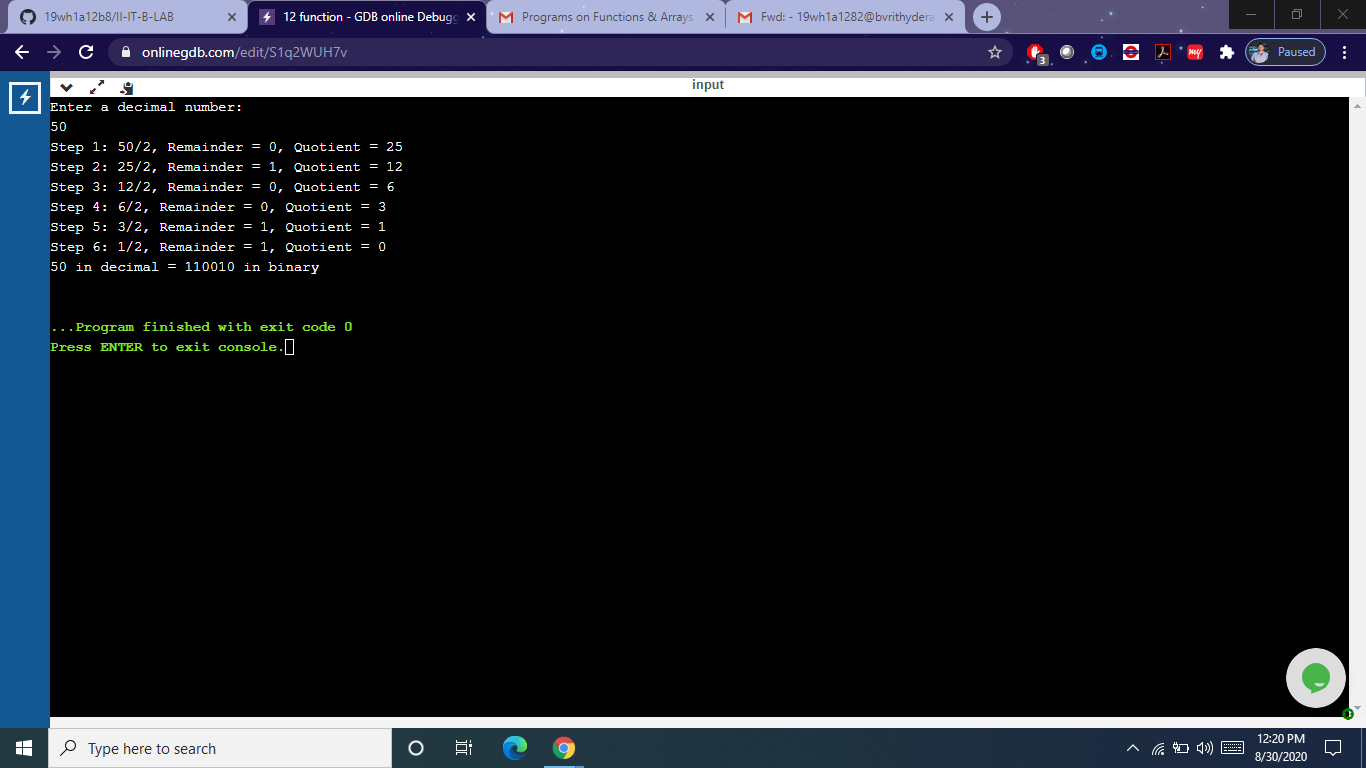 19wh1a12b8/II-IT-B-LAB
12 function - GDB online Debugg
Programs on Functions & Arrays
Fwd: - 19wh1a1282@bvrithydera
onlinegdb.com/edit/S1q2WUH7v
3
my
Paused
input
Enter a decimal number:
50
Step 1: 50/2, Remainder = 0, Quotient = 25
Step 2: 25/2, Remainder = 1, Quotient = 12
Step 3: 12/2, Remainder = 0, Quotient = 6
Step 4: 6/2, Remainder = 0, Quotient = 3
Step 5: 3/2, Remainder = 1, Quotient = 1
Step 6: 1/2, Remainder = 1, Quotient = 0
50 in decimal = 110010 in binary
...Program finished with exit code 0
Press ENTER to exit console.
Type here to search
12:20 PM
8/30/2020